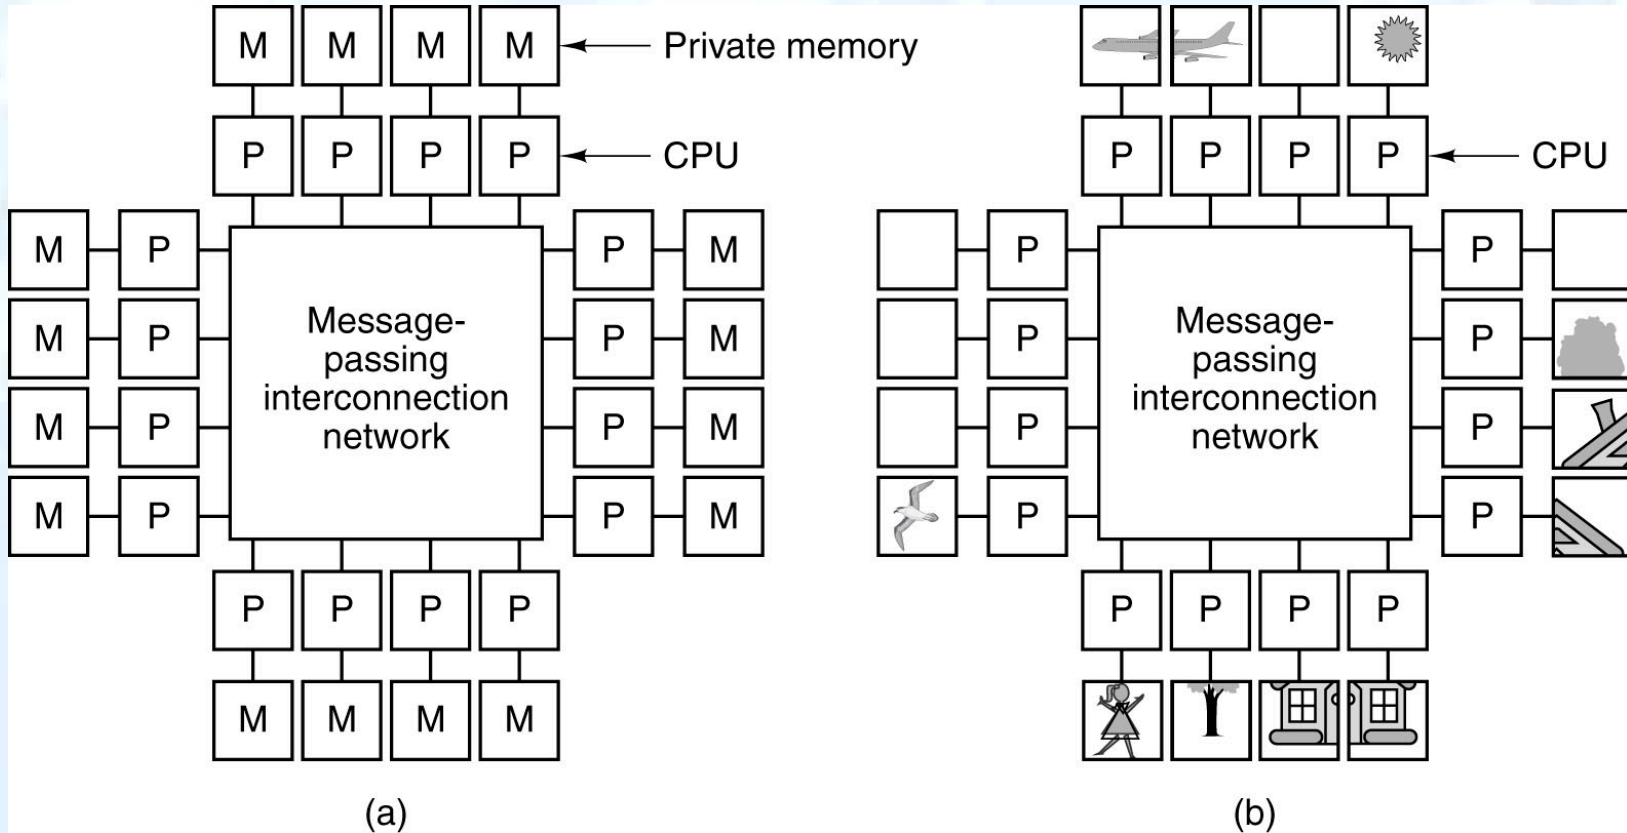 M M M M Private memory
P P P P CPU
M P P M
M P P M
M P P M
M P P M
Message-
passing
interconnection
network
P P P P
M M M M
(a)
P P P P CPU
P P
P P
P P
P P
Message-
passing
interconnection
network
P P P P
(b)